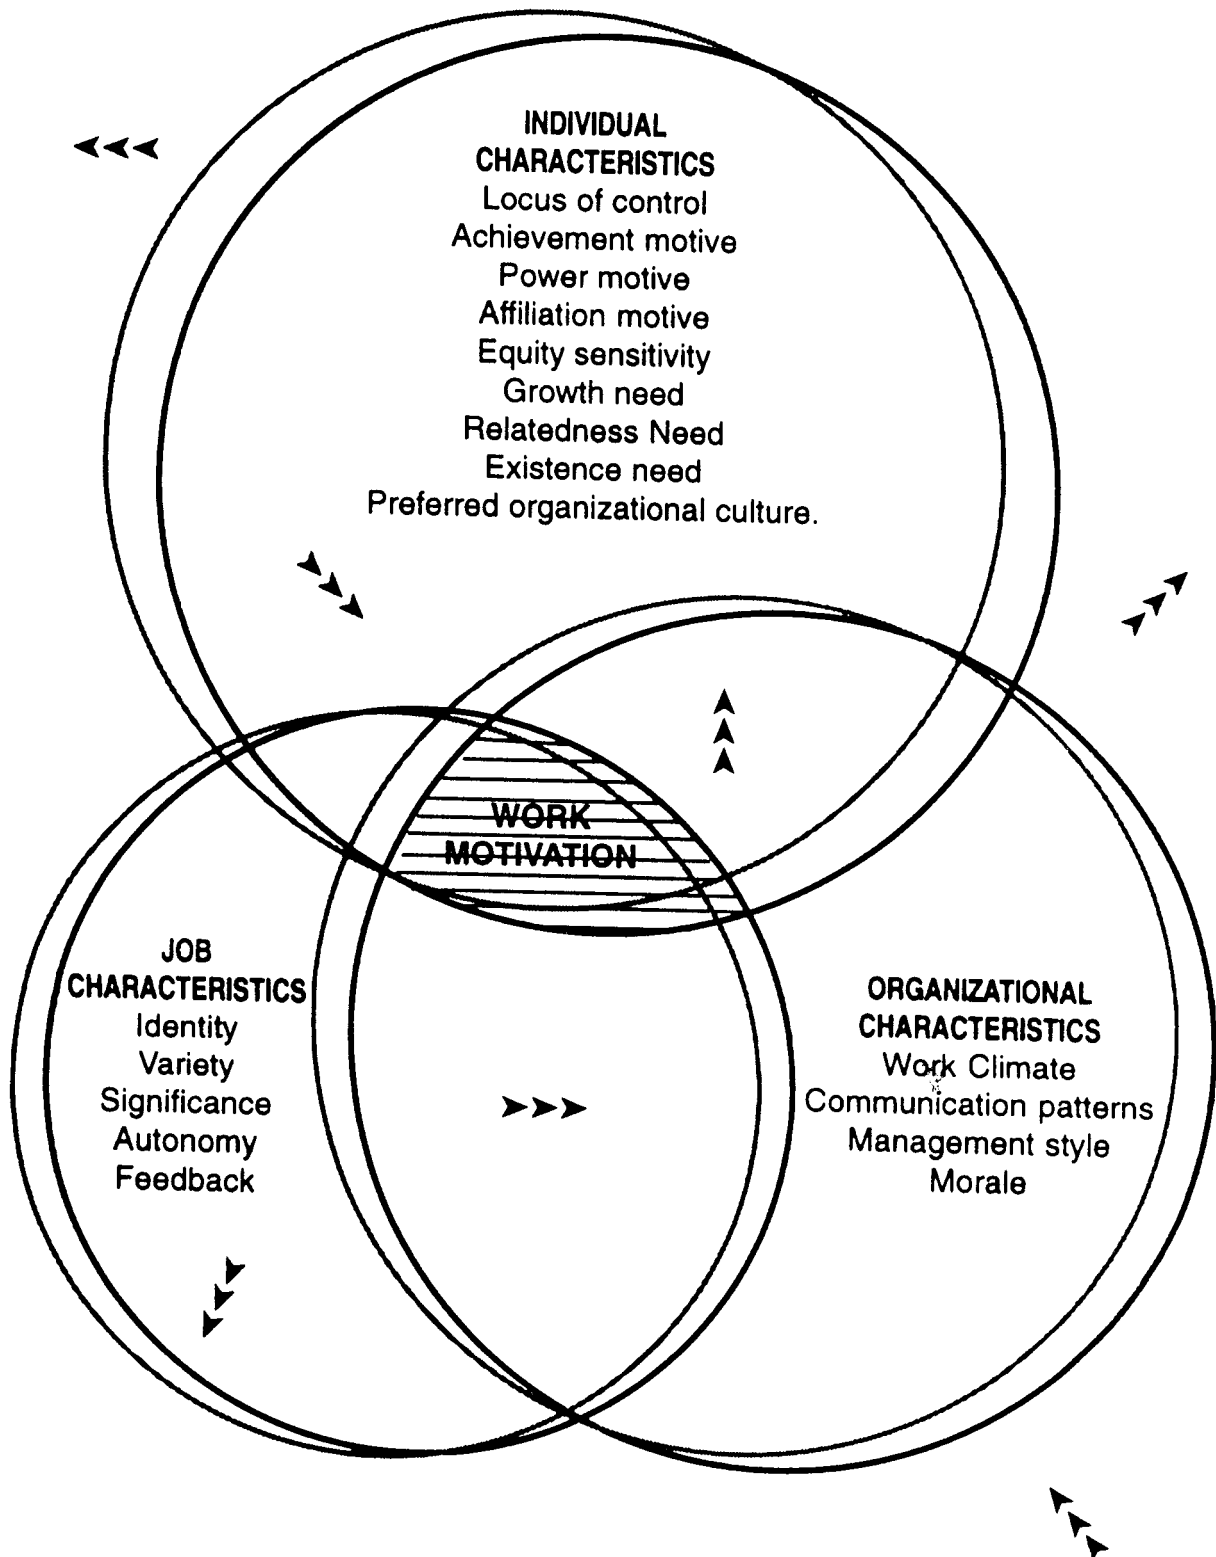 INDIVIDUAL
CHARACTERISTICS
Locus of control
Achievement motive
Power motive
Affiliation motive
Equity sensitivity
Growth need
Relatedness Need
Existence need
Preferred organizational culture.
WORK
MOTIVATION
JOB
CHARACTERISTICS
Identity
Variety
Significance
Autonomy
Feedback
ORGANIZATIONAL
CHARACTERISTICS
Work Climate
Communication patterns
Management style
Morale